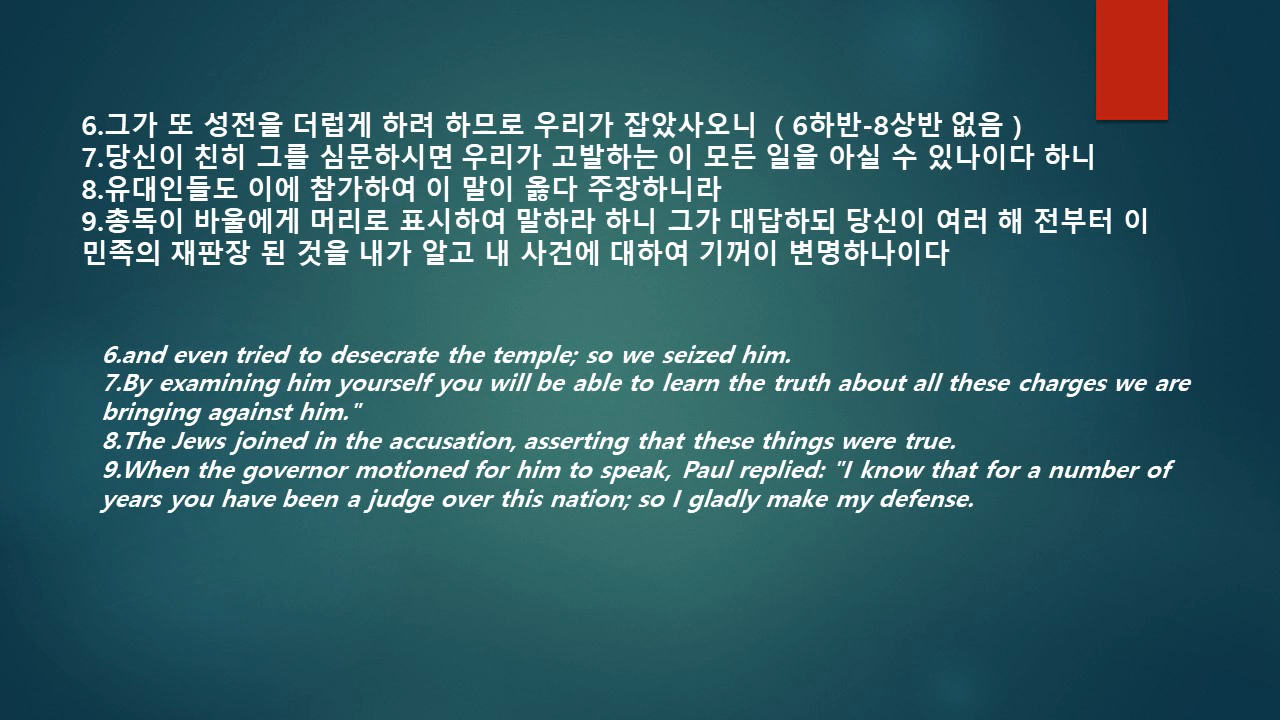 6.그가 또 성전을 더럽게 하려 하므로 우리가 잡았사오니 ( 6하반-8상반 없음 )
7.당신이 친히 그를 심문하시면 우리가 고발하는 이 모든 일을 아실 수 있나이다 하니
8.유대인들도 이에 참가하여 이 말이 옳다 주장하니라
9.총독이 바울에게 머리로 표시하여 말하라 하니 그가 대답하되 당신이 여러 해 전부터 이
민족의 재판장 된 것을 내가 알고 내 사건에 대하여 기꺼이 변명하나이다
6.and even tried to desecrate the temple; so we seized him.
7.By examining him yourself you will be able to learn the truth about all these charges we are
bringing against him."
8.The Jews joined in the accusation, asserting that these things were true.
9.When the governor motioned for him to speak, Paul replied: "I know that for a number of
years you have been a judge over this nation; so I gladly make my defense.